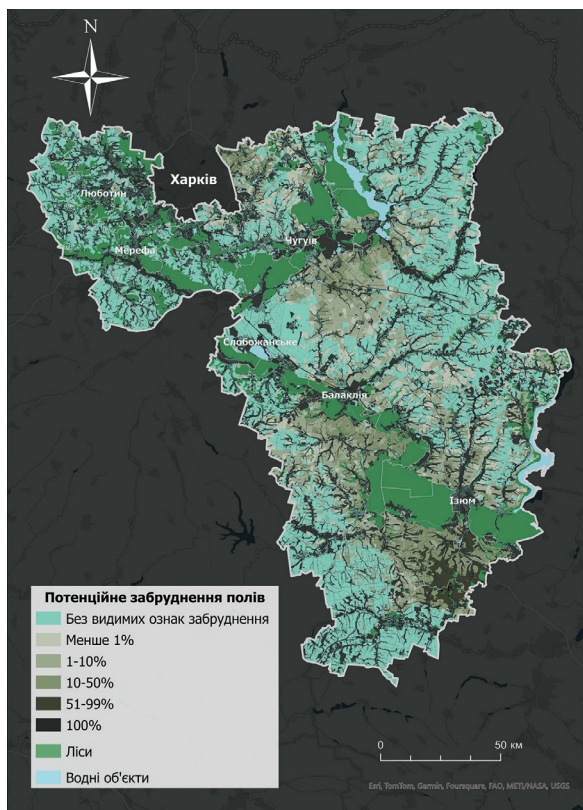 N
Харків
Люботин
Мерефа
Чугуїв
Слобожанське
Балаклія
Ізюм
Потенційне забруднення полів
Без видимих ознак забруднення
Менше 1%
1-10%
10-50%
51-99%
100%
Ліси
Водні об'єкти
0 50 км
Esri, TomTom, Garmin, Foursquare, FAO, METI/NASA, USGS